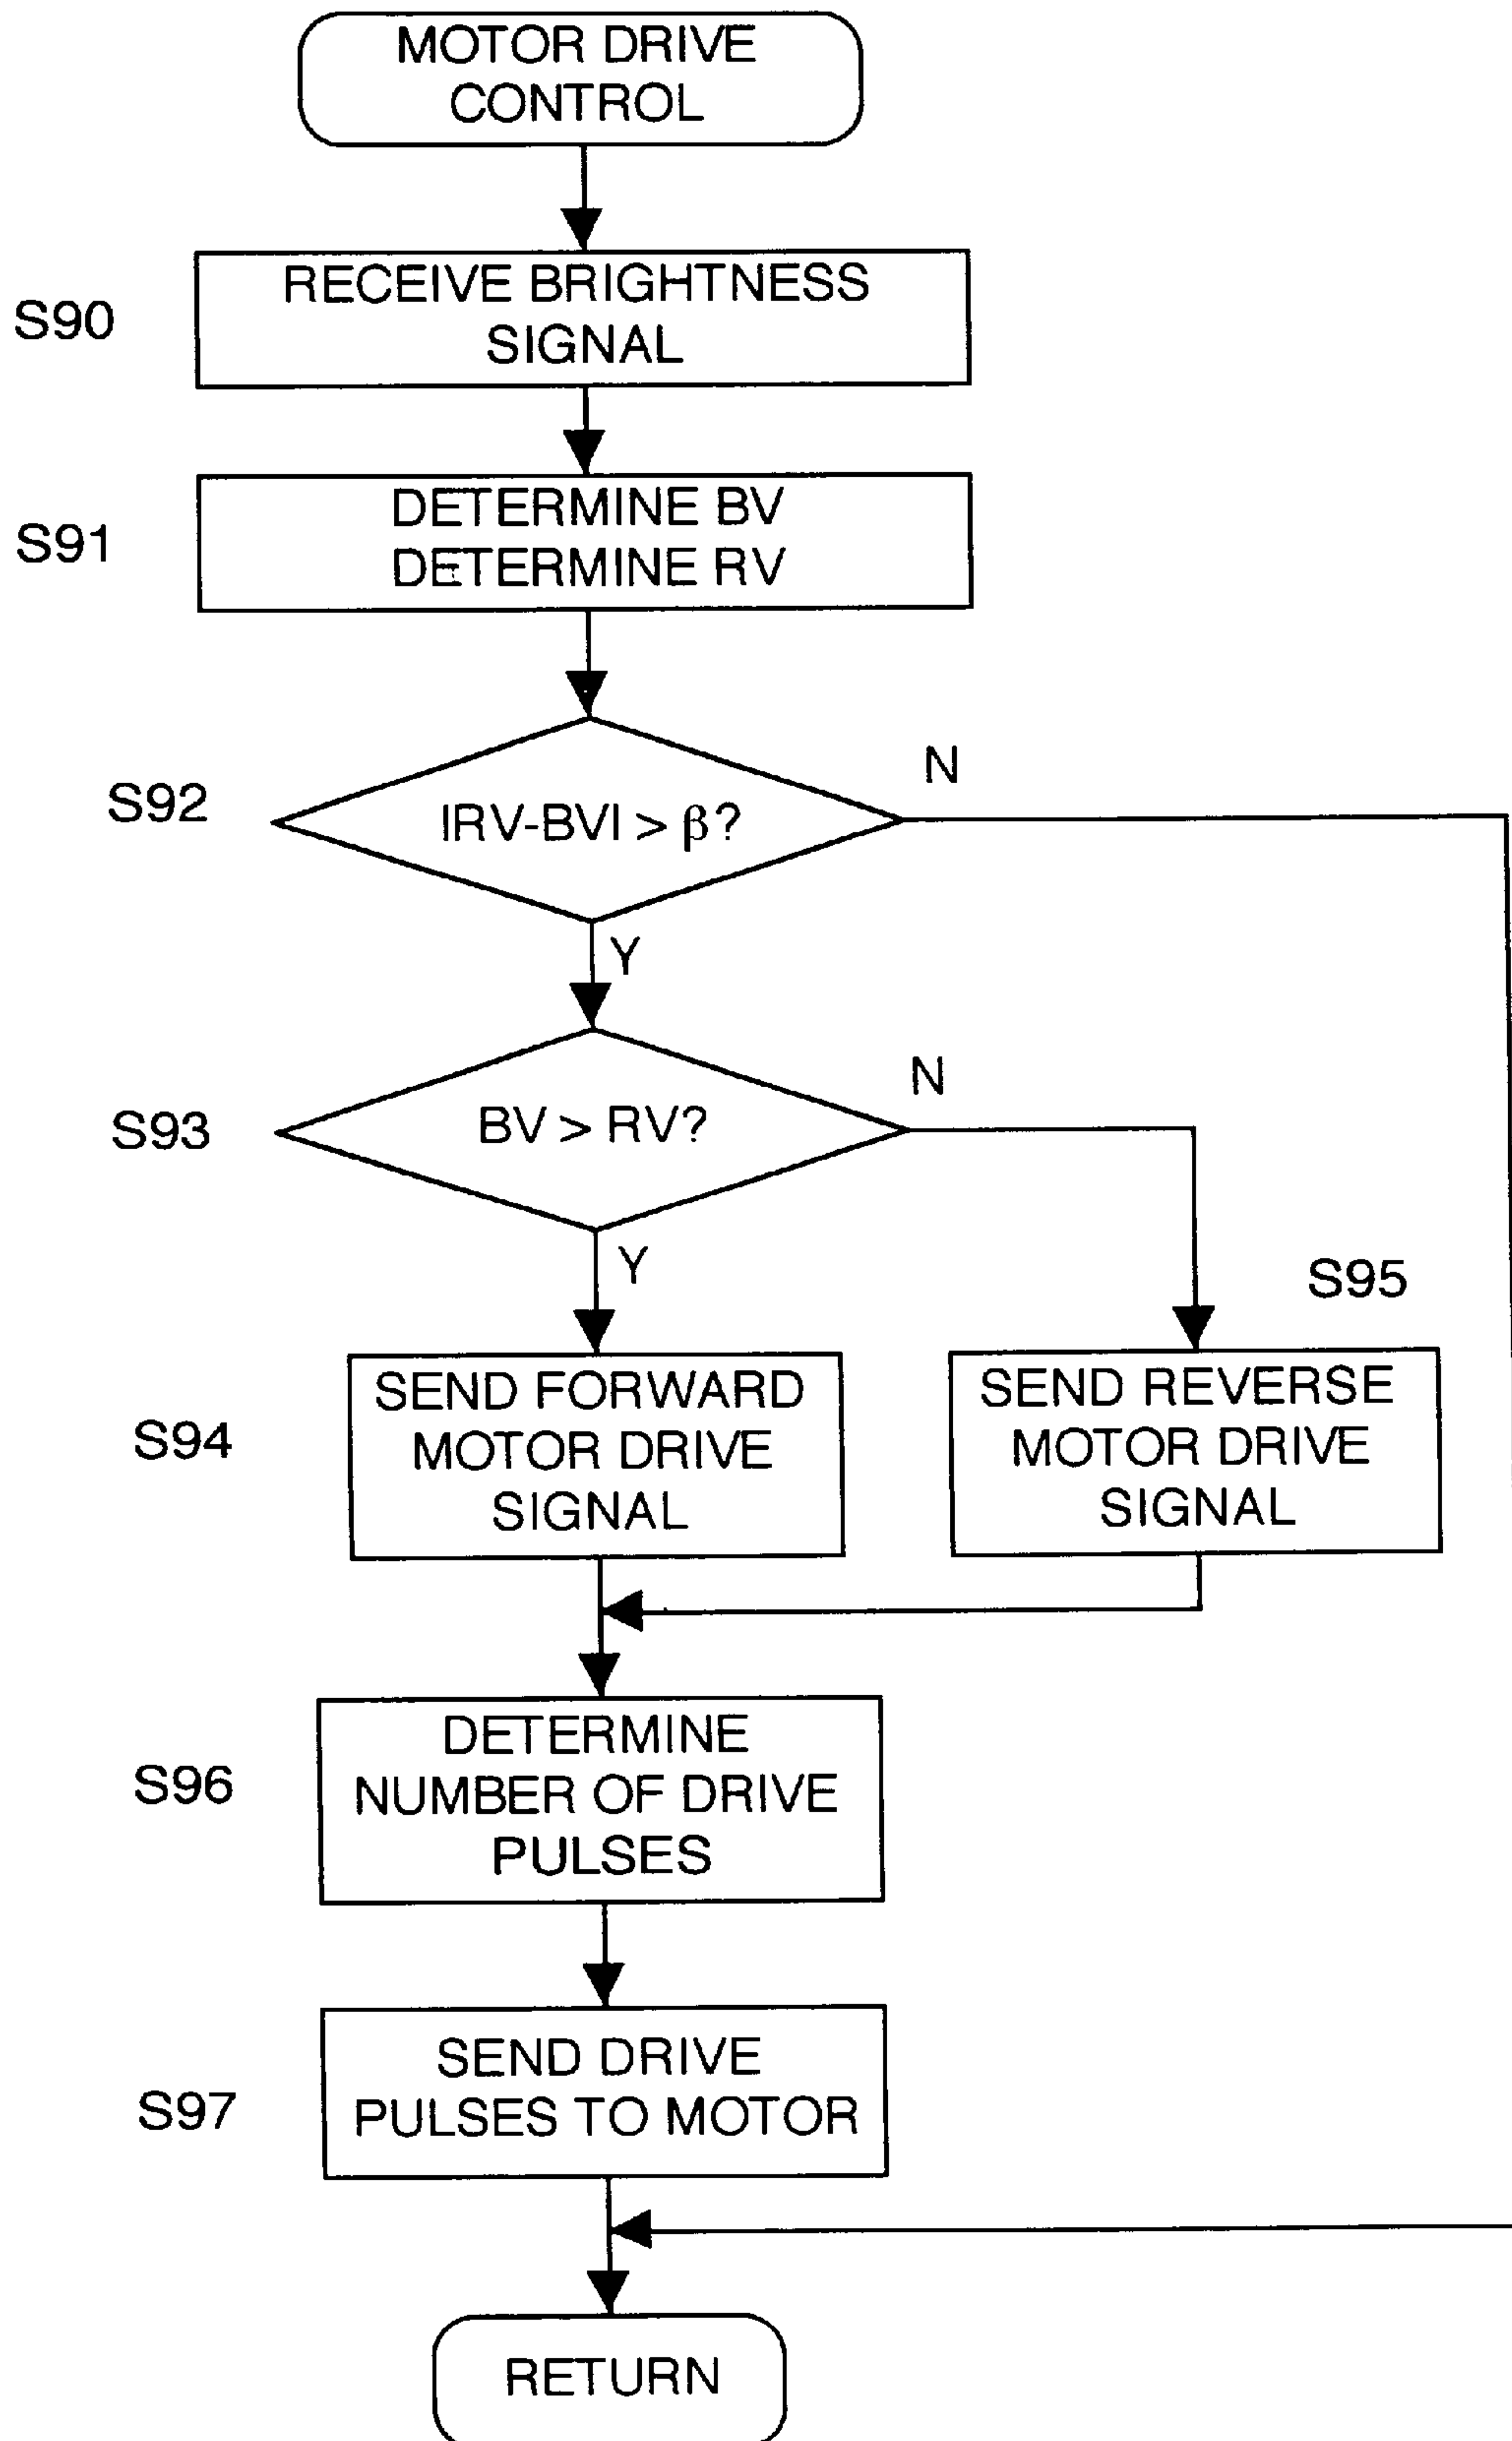 MOTOR DRIVE
CONTROL
S90
RECEIVE BRIGHTNESS
SIGNAL
S91
DETERMINE BV
DETERMINE RV
S92
IRV-BVI > β?
N
Y
S93
BV > RV?
N
Y
S94
SEND FORWARD
MOTOR DRIVE
SIGNAL
S95
SEND REVERSE
MOTOR DRIVE
SIGNAL
S96
DETERMINE
NUMBER OF DRIVE
PULSES
S97
SEND DRIVE
PULSES TO MOTOR
RETURN